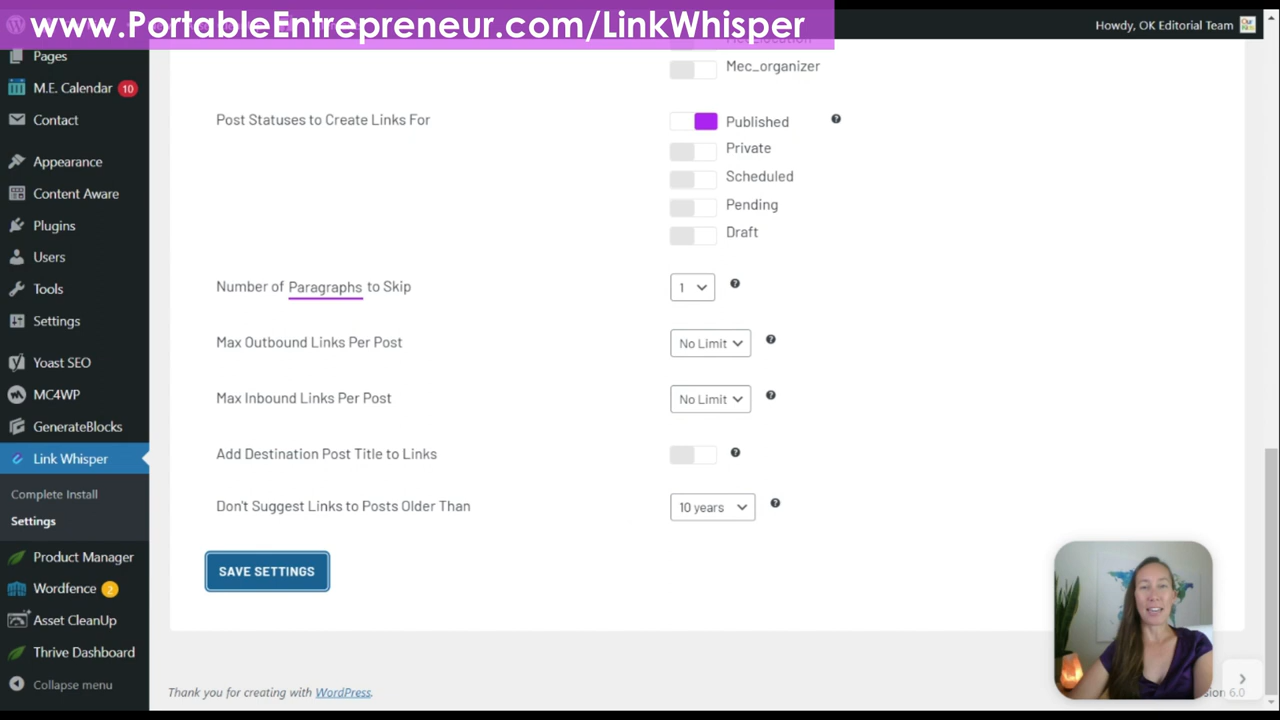 www.PortableEntrepreneur.com/LinkWhisper
Howdy, OK Editorial Team
Pages
M.E. Calendar 10
Contact
Appearance
Content Aware
Plugins
Users
Tools
Settings
Yoast SEO
MC4WP
GenerateBlocks
Link Whisper
Complete Install
Settings
Product Manager
Wordfence 2
Asset CleanUp
Thrive Dashboard
Collapse menu
Mec_organizer
Post Statuses to Create Links For
Published
Private
Scheduled
Pending
Draft
Number of Paragraphs to Skip
1
Max Outbound Links Per Post
No Limit
Max Inbound Links Per Post
No Limit
Add Destination Post Title to Links
Don't Suggest Links to Posts Older Than
10 years
SAVE SETTINGS
Thank you for creating with WordPress.
sion 6.0